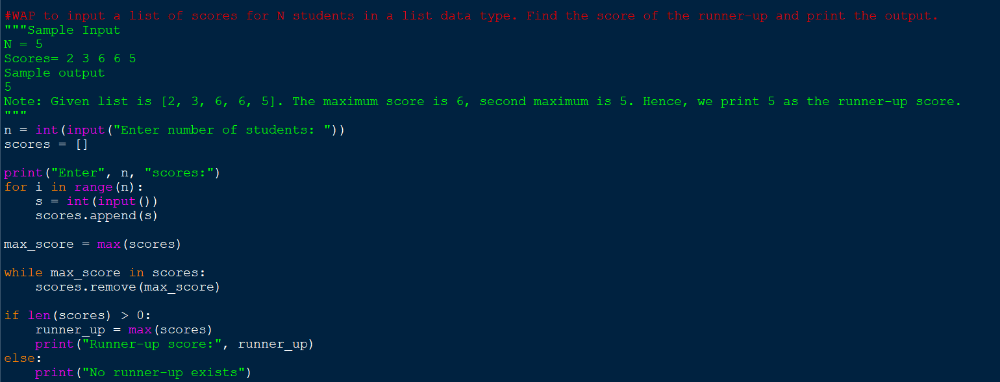 #WAP to input a list of scores for N students in a list data type. Find the score of the runner-up and print the output.
"""Sample Input
N = 5
Scores= 2 3 6 6 5
Sample output
5
Note: Given list is [2, 3, 6, 6, 5]. The maximum score is 6, second maximum is 5. Hence, we print 5 as the runner-up score.
"""
n = int(input("Enter number of students: "))
scores = []

print("Enter", n, "scores:")
for i in range(n):
    s = int(input())
    scores.append(s)

max_score = max(scores)

while max_score in scores:
    scores.remove(max_score)

if len(scores) > 0:
    runner_up = max(scores)
    print("Runner-up score:", runner_up)
else:
    print("No runner-up exists")